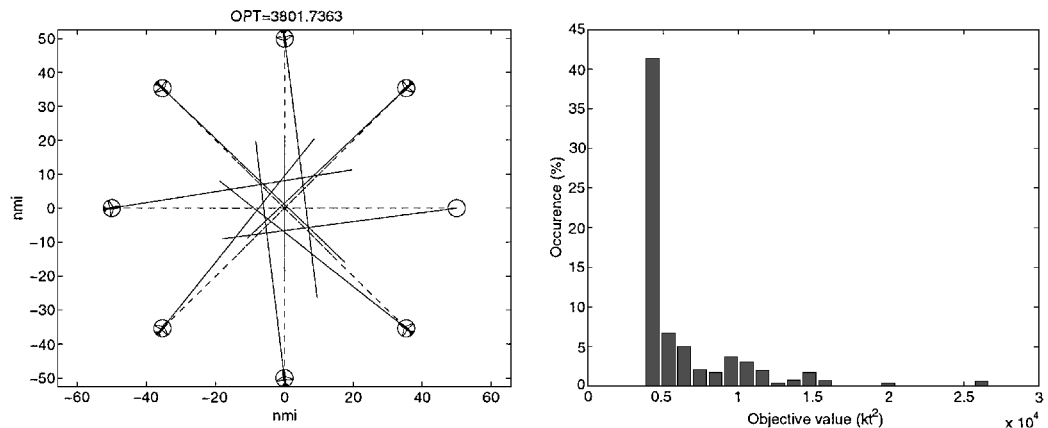 OPT=3801.7363
50
40
30
20
10
0
−10
−20
−30
−40
−50
nmi
−60 −40 −20 0 20 40 60
nmi
45
40
35
30
25
20
15
10
5
0
Occurence (%)
0 0.5 1 1.5 2 2.5 3
Objective value (kt²)
x 10⁴